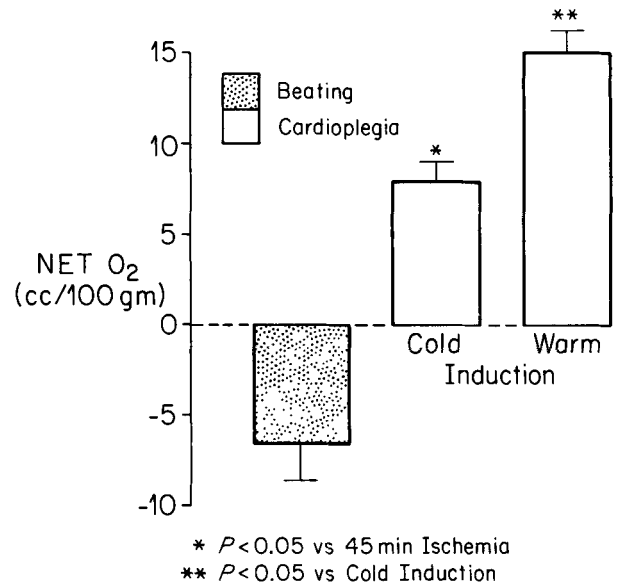 **
15
Beating
Cardioplegia
10
*
5
NET O₂
(cc/100 gm)
0
Cold Warm
Induction
-5
-10
* P<0.05 vs 45 min Ischemia
** P<0.05 vs Cold Induction